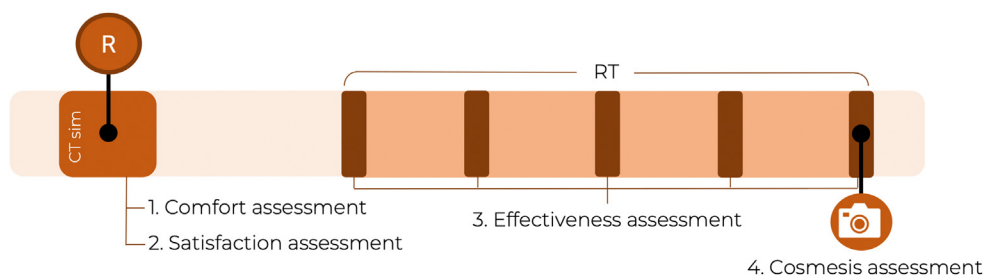 R
RT
CT sim
1. Comfort assessment
2. Satisfaction assessment
3. Effectiveness assessment
4. Cosmesis assessment